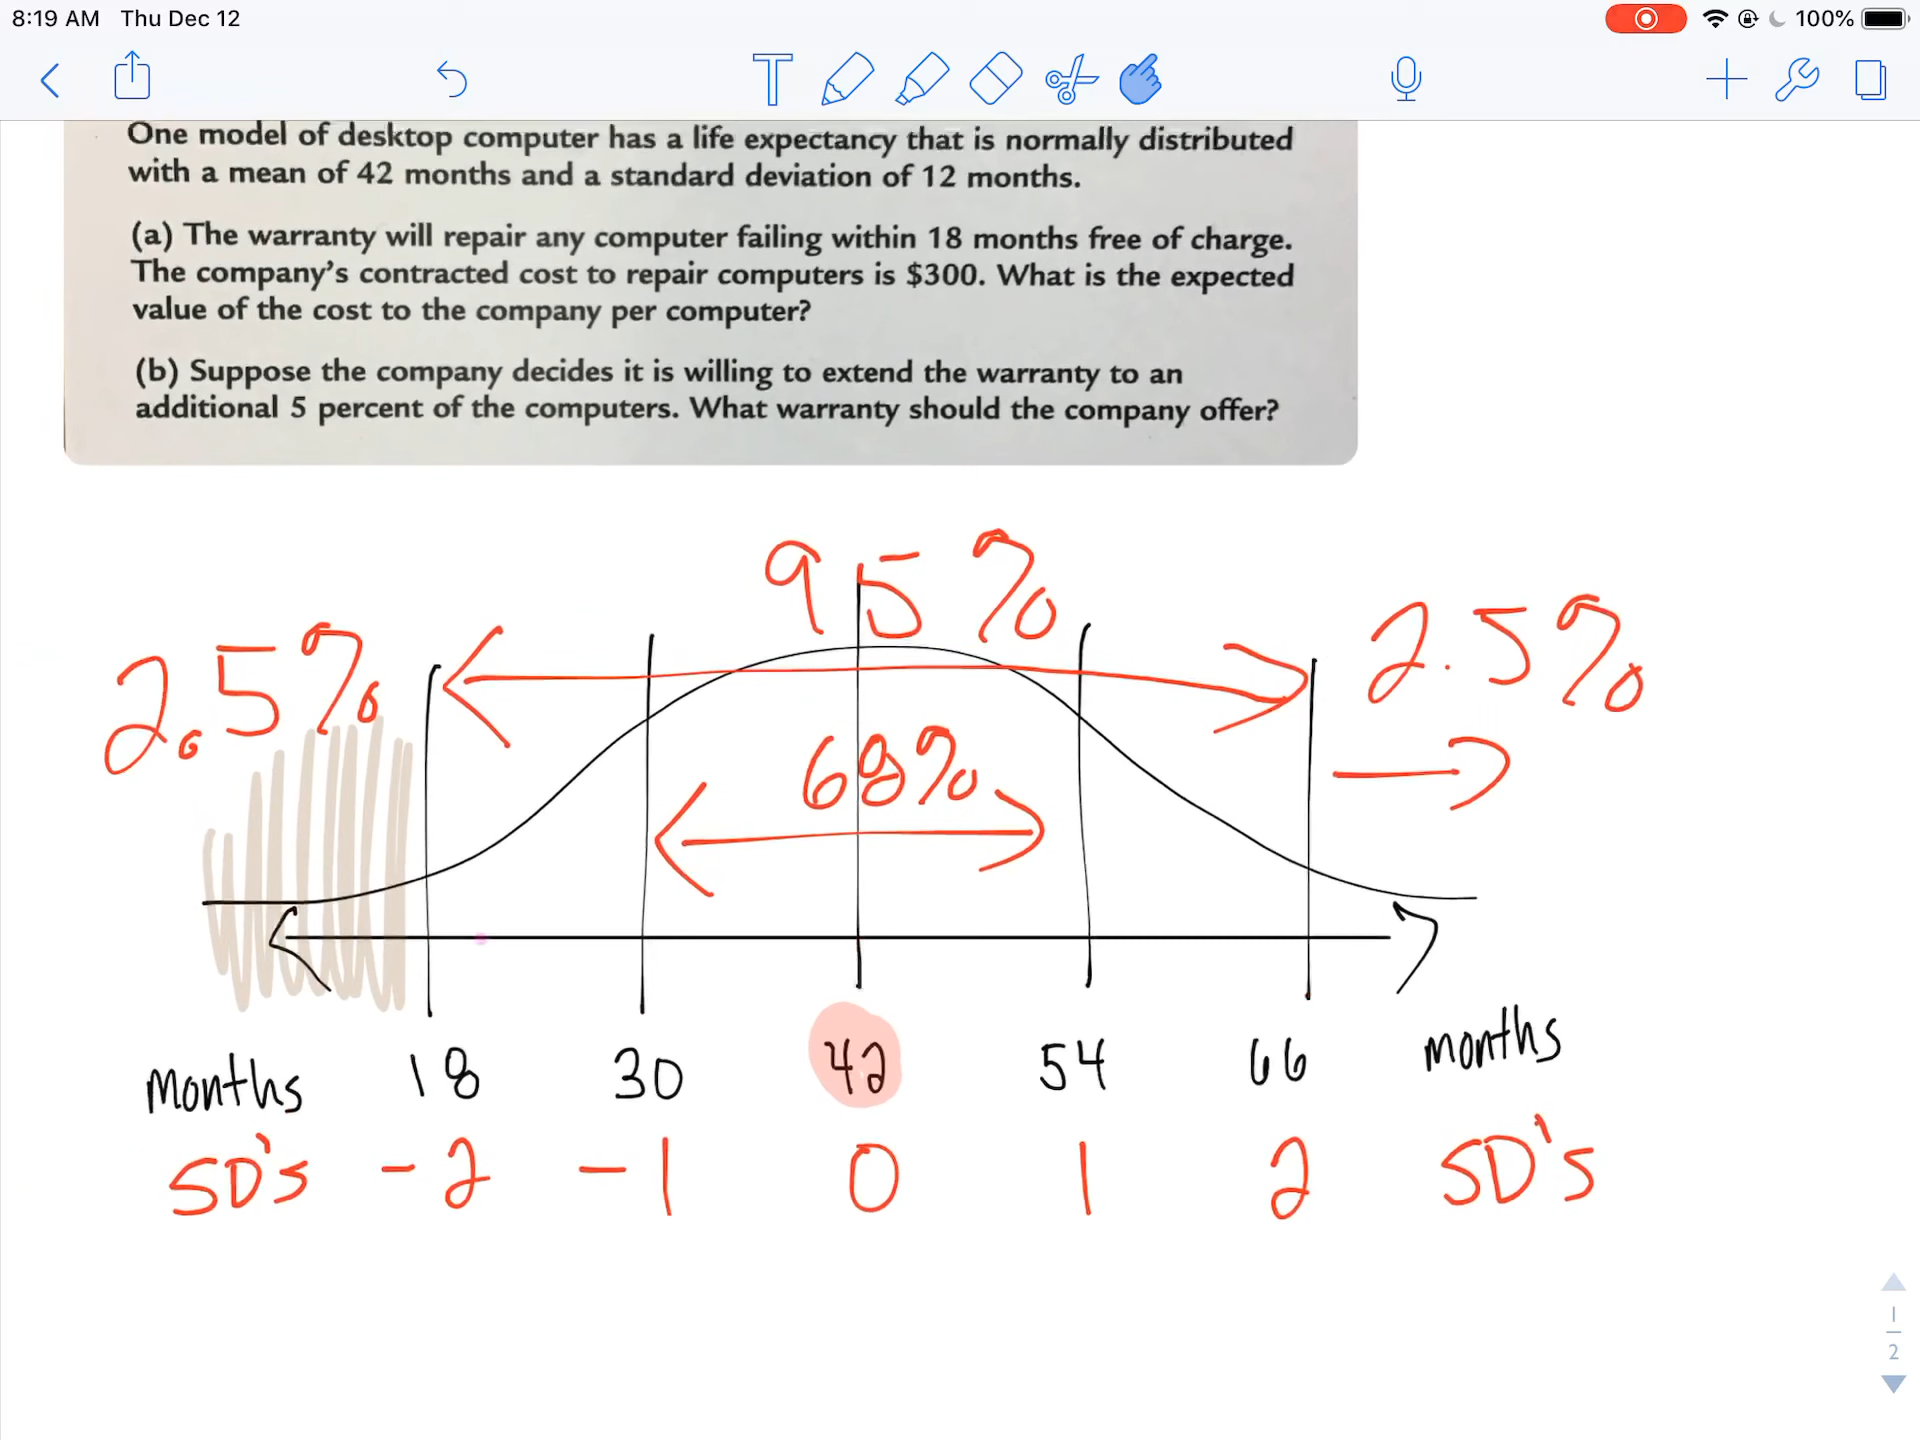 8:19 AM Thu Dec 12
100%
T
One model of desktop computer has a life expectancy that is normally distributed
with a mean of 42 months and a standard deviation of 12 months.
(a) The warranty will repair any computer failing within 18 months free of charge.
The company's contracted cost to repair computers is $300. What is the expected
value of the cost to the company per computer?
(b) Suppose the company decides it is willing to extend the warranty to an
additional 5 percent of the computers. What warranty should the company offer?
95%
2.5%
2.5%
68%
months 18 30 42 54 66 months
SD's -2 -1 0 1 2 SD's
1
2